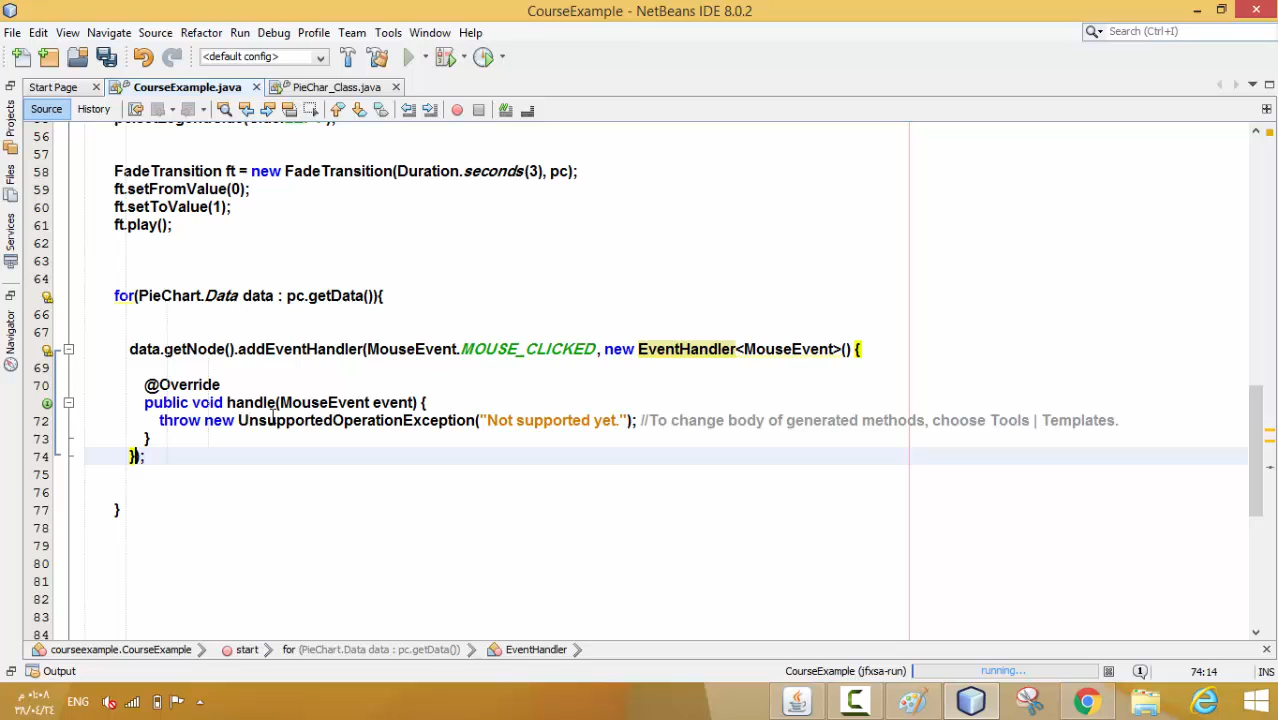 CourseExample - NetBeans IDE 8.0.2
File Edit View Navigate Source Refactor Run Debug Profile Team Tools Window Help
Search (Ctrl+I)
<default config>
Start Page CourseExample.java PieChar_Class.java
Source History
Projects
Files
Services
Navigator
56
57
58 FadeTransition ft = new FadeTransition(Duration.seconds(3), pc);
59 ft.setFromValue(0);
60 ft.setToValue(1);
61 ft.play();
62
63
64
for(PieChart.Data data : pc.getData()){
66
67
data.getNode().addEventHandler(MouseEvent.MOUSE_CLICKED, new EventHandler<MouseEvent>() {
69
70 @Override
public void handle(MouseEvent event) {
72 throw new UnsupportedOperationException("Not supported yet."); //To change body of generated methods, choose Tools | Templates.
73 }
74 });
75
76
77 }
78
79
80
81
82
83
84
courseexample.CourseExample start for (PieChart.Data data : pc.getData()) EventHandler
Output CourseExample (jfxsa-run) running... 1 74:14 INS
ENG